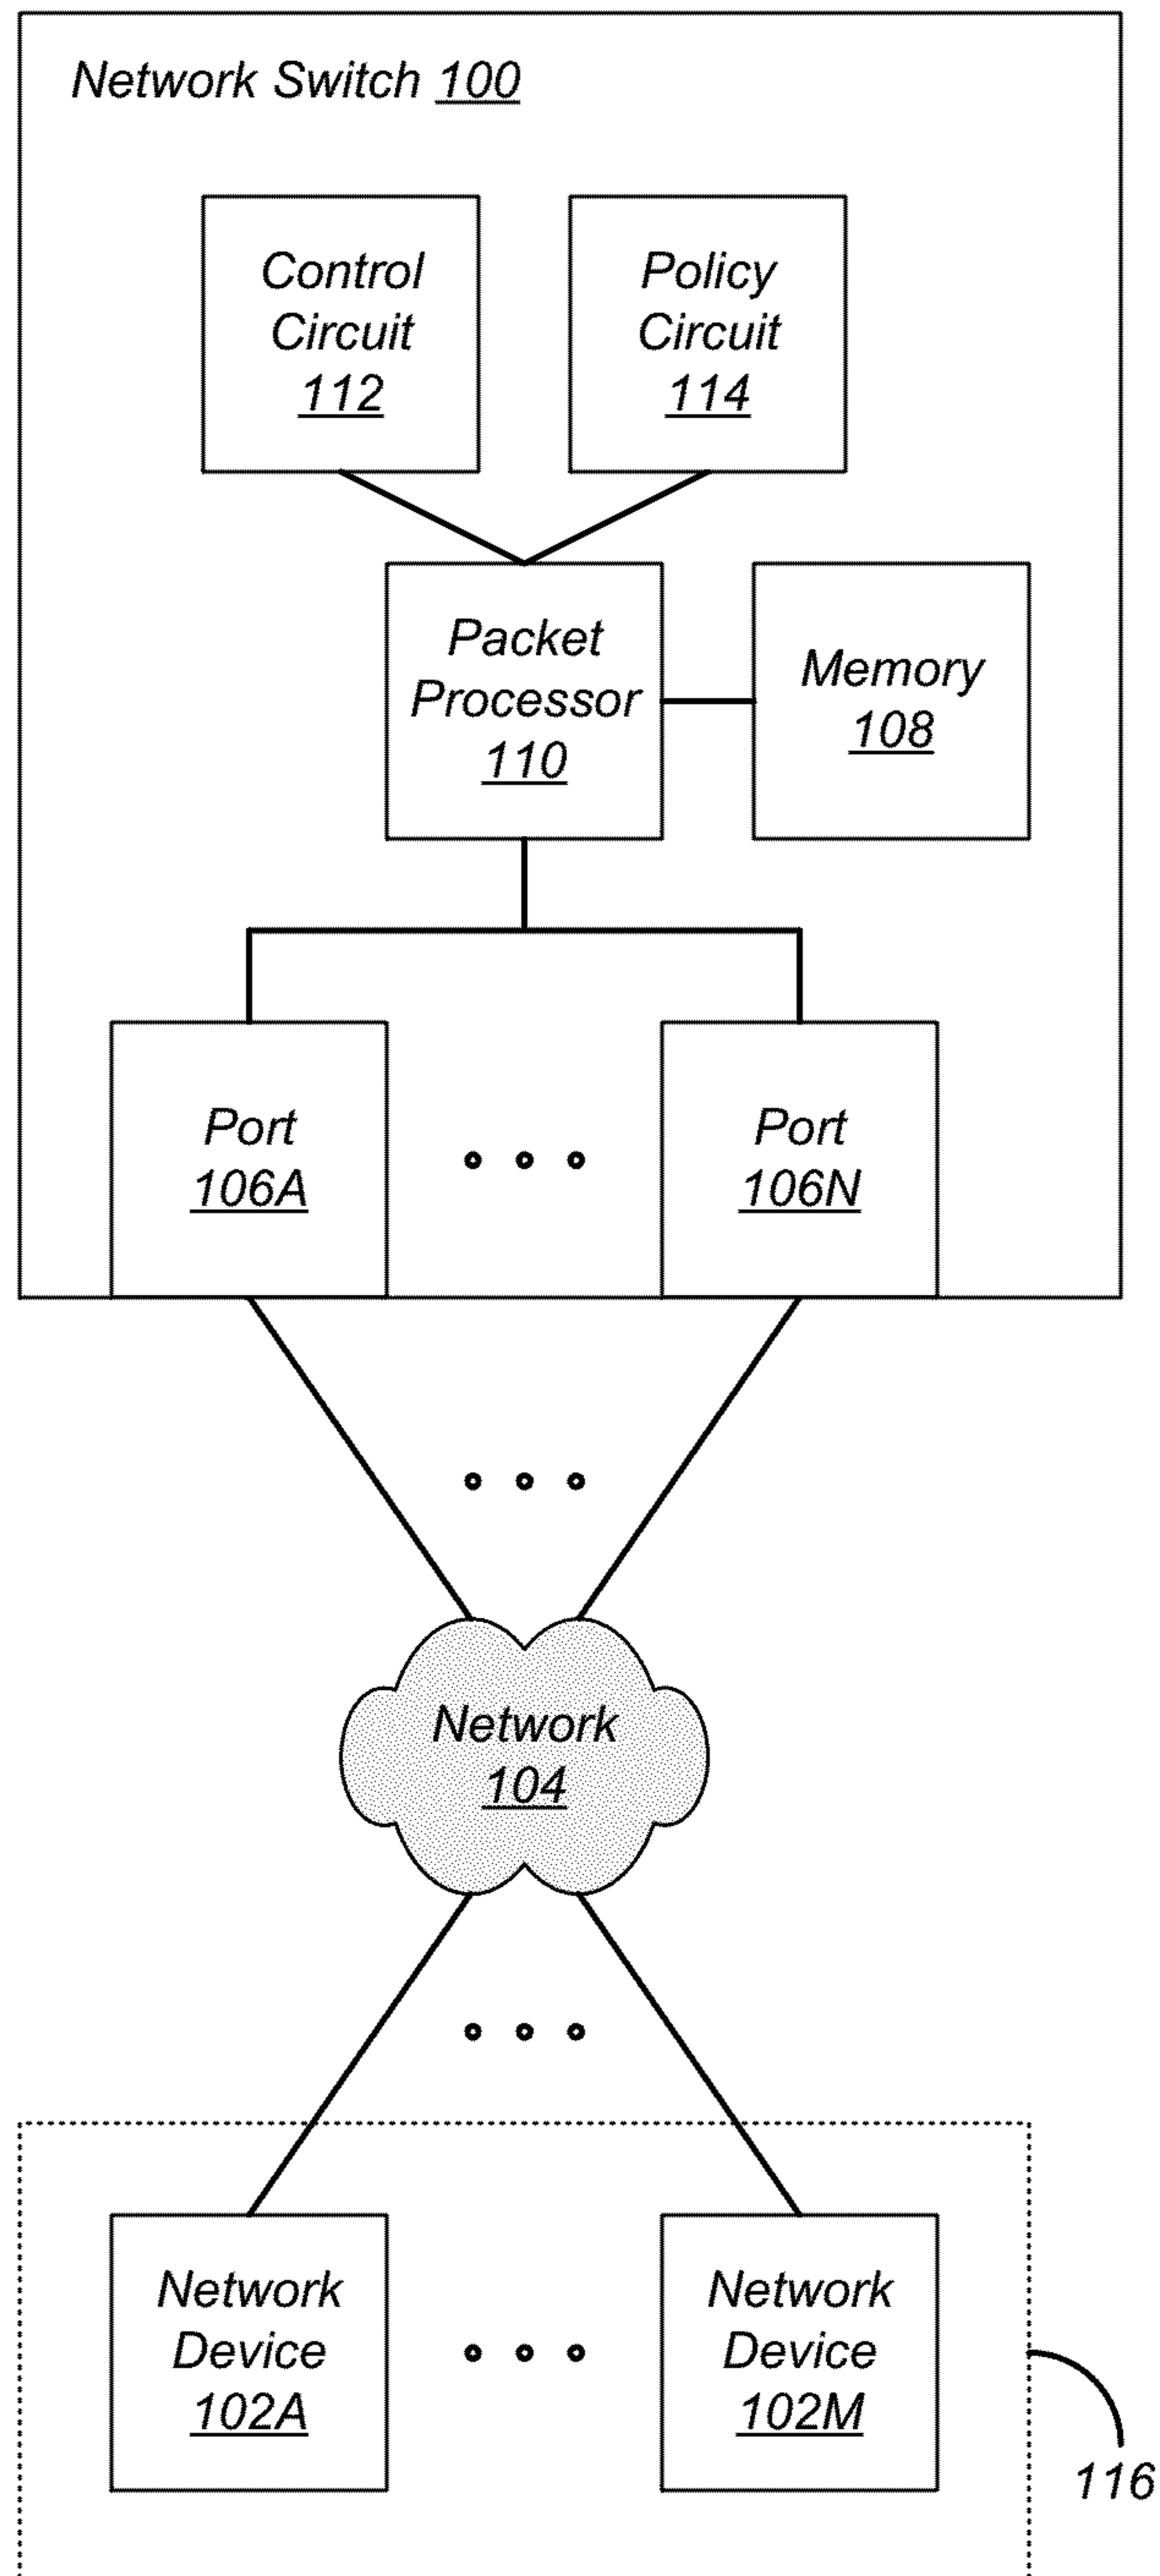 Network Switch 100
Control
Circuit
112
Policy
Circuit
114
Packet
Processor
110
Memory
108
Port
106A
Port
106N
Network
104
Network
Device
102A
Network
Device
102M
116